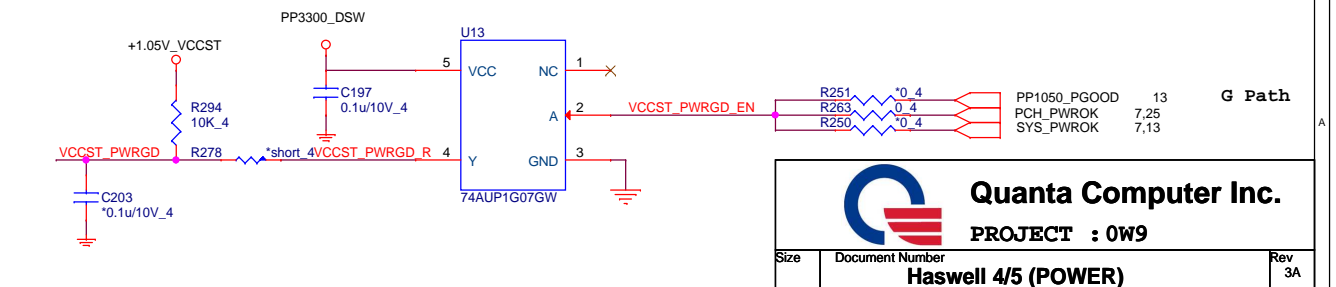 PP3300_DSW
U13
+1.05V_VCCST
5 VCC NC 1
R294
10K_4
C197
0.1u/10V_4
A 2 VCCST_PWRGD_EN
R251 *0_4 PP1050_PGOOD 13
R263 0_4 PCH_PWROK 7,25
R250 *0_4 SYS_PWROK 7,13
G Path
A
VCCST_PWRGD R278 *short_4 VCCST_PWRGD_R 4 Y GND 3
74AUP1G07GW
C203
*0.1u/10V_4
Quanta Computer Inc.
PROJECT : 0W9
Size Document Number Rev
Haswell 4/5 (POWER) 3A